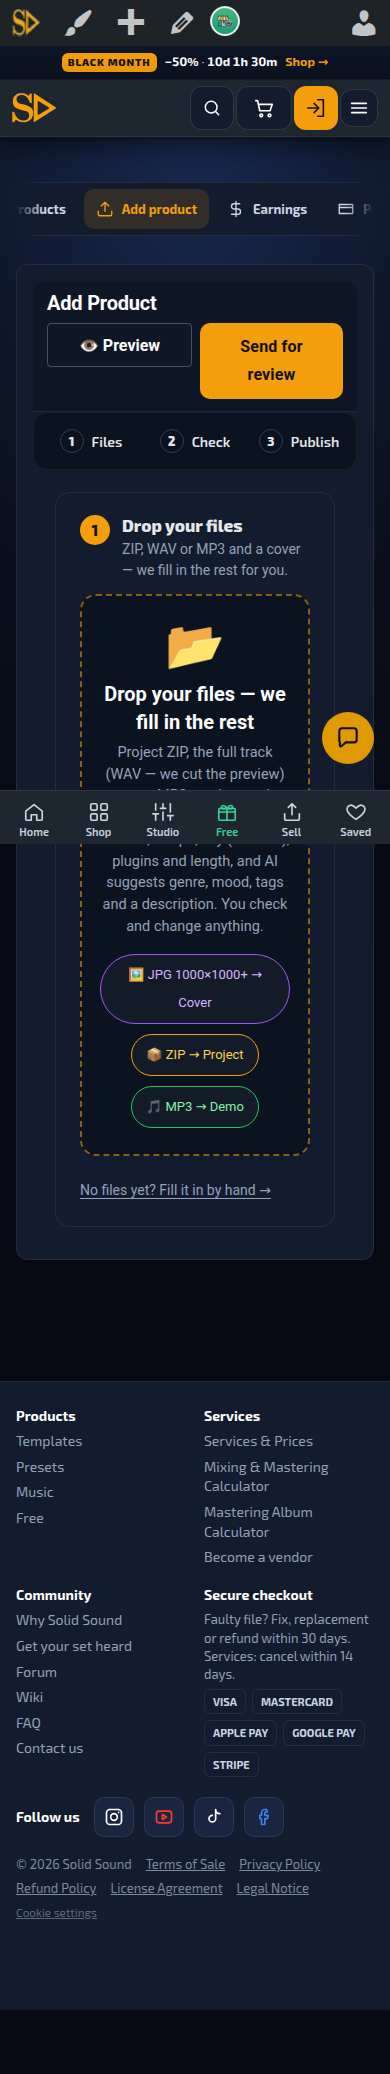 BLACK MONTH −50% · 10d 1h 30m Shop →
roducts Add product Earnings P
Add Product
Preview
Send for
review
1 Files 2 Check 3 Publish
1 Drop your files
ZIP, WAV or MP3 and a cover
— we fill in the rest for you.
Drop your files — we
fill in the rest
Project ZIP, the full track
(WAV — we cut the preview)
Home Shop Studio Free Sell Saved
plugins and length, and AI
suggests genre, mood, tags
and a description. You check
and change anything.
JPG 1000×1000+ →
Cover
ZIP → Project
MP3 → Demo
No files yet? Fill it in by hand →
Products
Templates
Presets
Music
Free
Services
Services & Prices
Mixing & Mastering
Calculator
Mastering Album
Calculator
Become a vendor
Community
Why Solid Sound
Get your set heard
Forum
Wiki
FAQ
Contact us
Secure checkout
Faulty file? Fix, replacement
or refund within 30 days.
Services: cancel within 14
days.
VISA MASTERCARD
APPLE PAY GOOGLE PAY
STRIPE
Follow us
© 2026 Solid Sound Terms of Sale Privacy Policy
Refund Policy License Agreement Legal Notice
Cookie settings